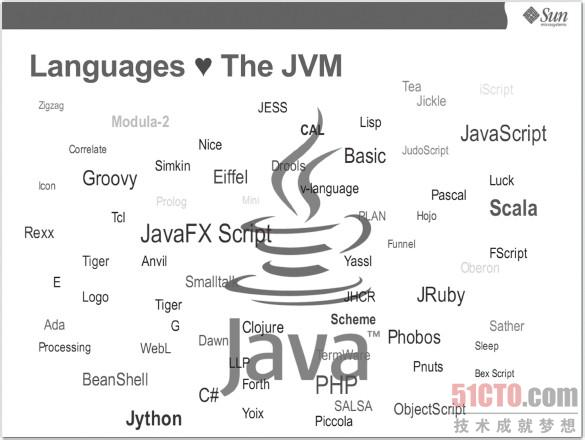 Sun
microsystems
Languages ♥ The JVM
Zigzag
Modula-2
JESS
CAL
Lisp
Tea
Jickle
iScript
JavaScript
Correlate
Nice
Simkin
Drools
Basic
JudoScript
Icon
Groovy
Eiffel
v-language
Pascal
Luck
Prolog
Mini
Scala
Tcl
PLAN
Hojo
Rexx
JavaFX Script
Funnel
FScript
Tiger
Anvil
Yassl
Oberon
E
Smalltalk
Logo
Tiger
JHCR
JRuby
Ada
G
Clojure
Scheme
Sather
Processing
WebL
Dawn
Java™
Phobos
Sleep
LLP
TermWare
Pnuts
Bex Script
BeanShell
C#
Forth
PHP
51CTO.com
Jython
Yoix
SALSA
Piccola
ObjectScript
技术成就梦想